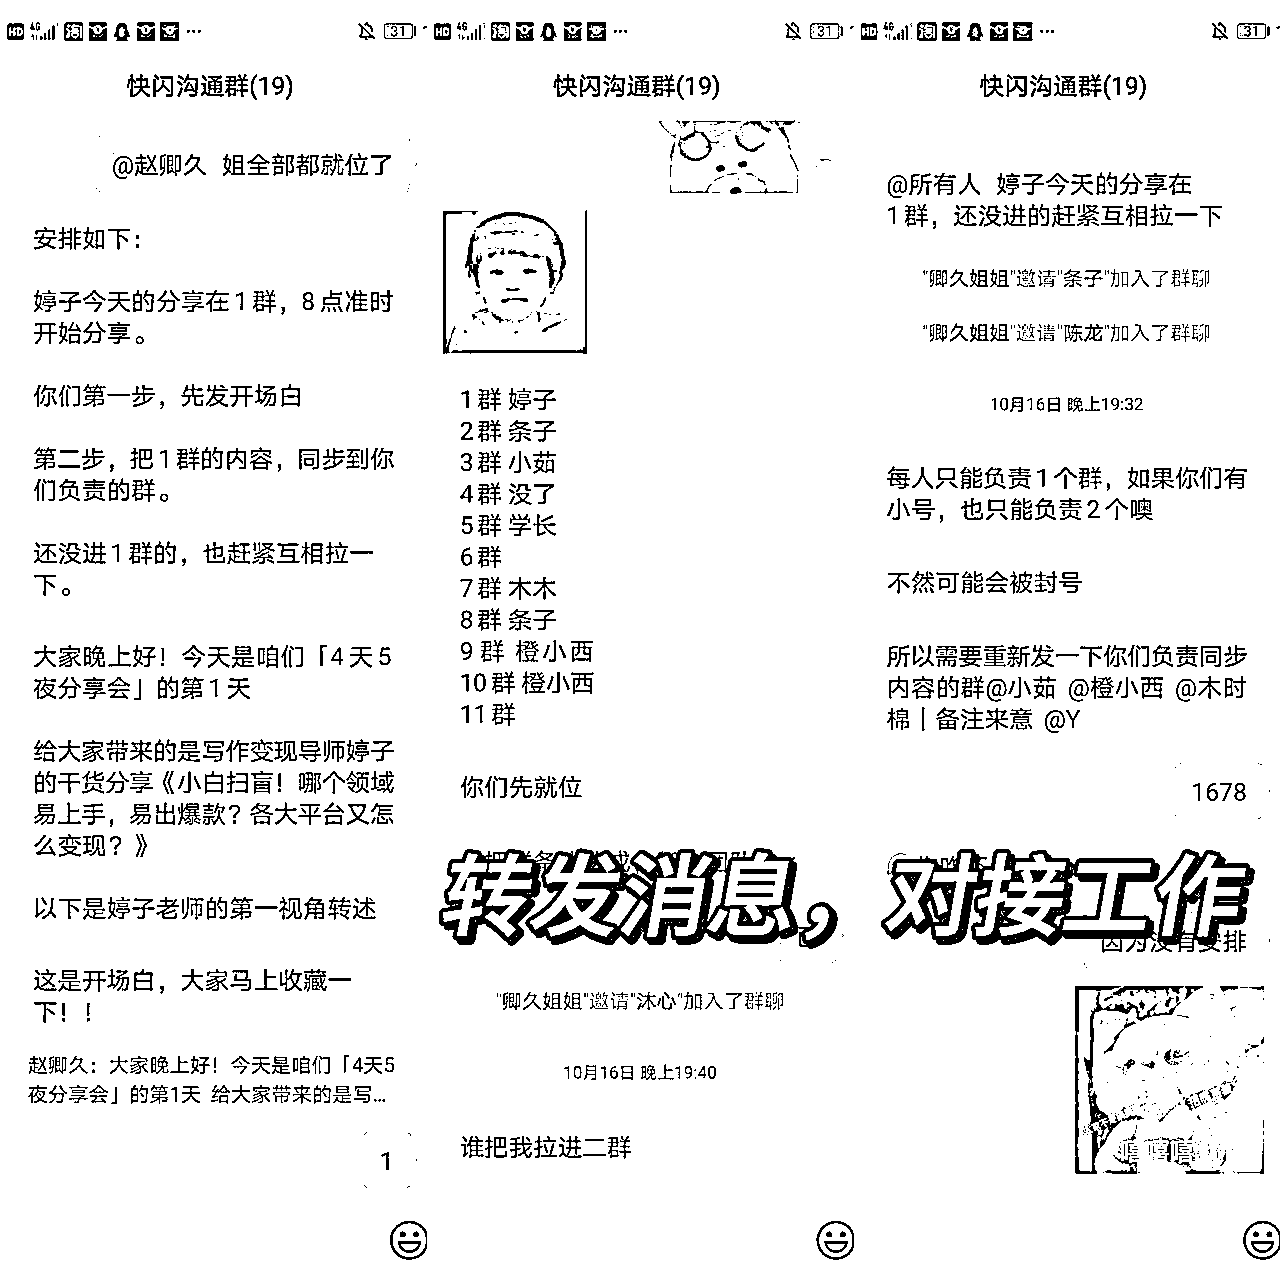 HD 4G 淘 ··· 31
快闪沟通群(19)
@赵卿久 姐全部都就位了
安排如下：
婷子今天的分享在1群，8点准时
开始分享。
你们第一步，先发开场白
第二步，把1群的内容，同步到你
们负责的群。
还没进1群的，也赶紧互相拉一
下。
大家晚上好！今天是咱们「4天5
夜分享会」的第1天
给大家带来的是写作变现导师婷子
的干货分享《小白扫盲！哪个领域
易上手，易出爆款？各大平台又怎
么变现？》
以下是婷子老师的第一视角转述
这是开场白，大家马上收藏一
下！！
赵卿久：大家晚上好！今天是咱们「4天5
夜分享会」的第1天 给大家带来的是写...
1
HD 4G 淘 ··· 31
快闪沟通群(19)
1群 婷子
2群 条子
3群 小茹
4群 没了
5群 学长
6群
7群 木木
8群 条子
9 群 橙小西
10群 橙小西
11群
你们先就位
转发消息，
"卿久姐姐"邀请"沐心"加入了群聊
10月16日 晚上19:40
谁把我拉进二群
HD 4G 淘 ··· 31
快闪沟通群(19)
@所有人 婷子今天的分享在
1群，还没进的赶紧互相拉一下
"卿久姐姐"邀请"条子"加入了群聊
"卿久姐姐"邀请"陈龙"加入了群聊
10月16日 晚上19:32
每人只能负责1个群，如果你们有
小号，也只能负责2个噢
不然可能会被封号
所以需要重新发一下你们负责同步
内容的群@小茹 @橙小西 @木时
棉｜备注来意 @Y
1678
对接工作
因为没有安排